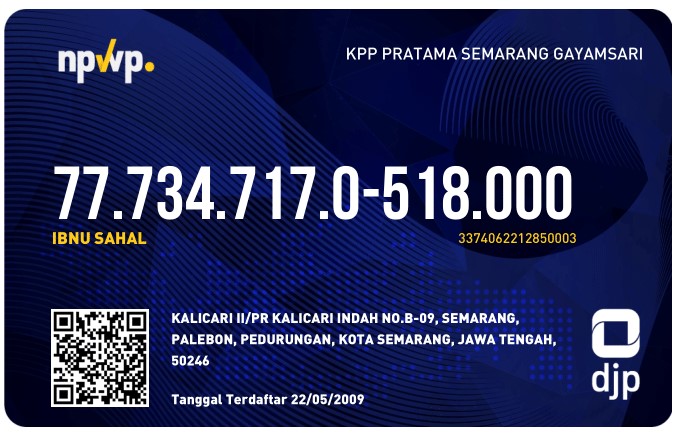 npwp.
KPP PRATAMA SEMARANG GAYAMSARI
77.734.717.0-518.000
IBNU SAHAL
3374062212850003
KALICARI II/PR KALICARI INDAH NO.B-09, SEMARANG,
PALEBON, PEDURUNGAN, KOTA SEMARANG, JAWA TENGAH,
50246
Tanggal Terdaftar 22/05/2009
djp